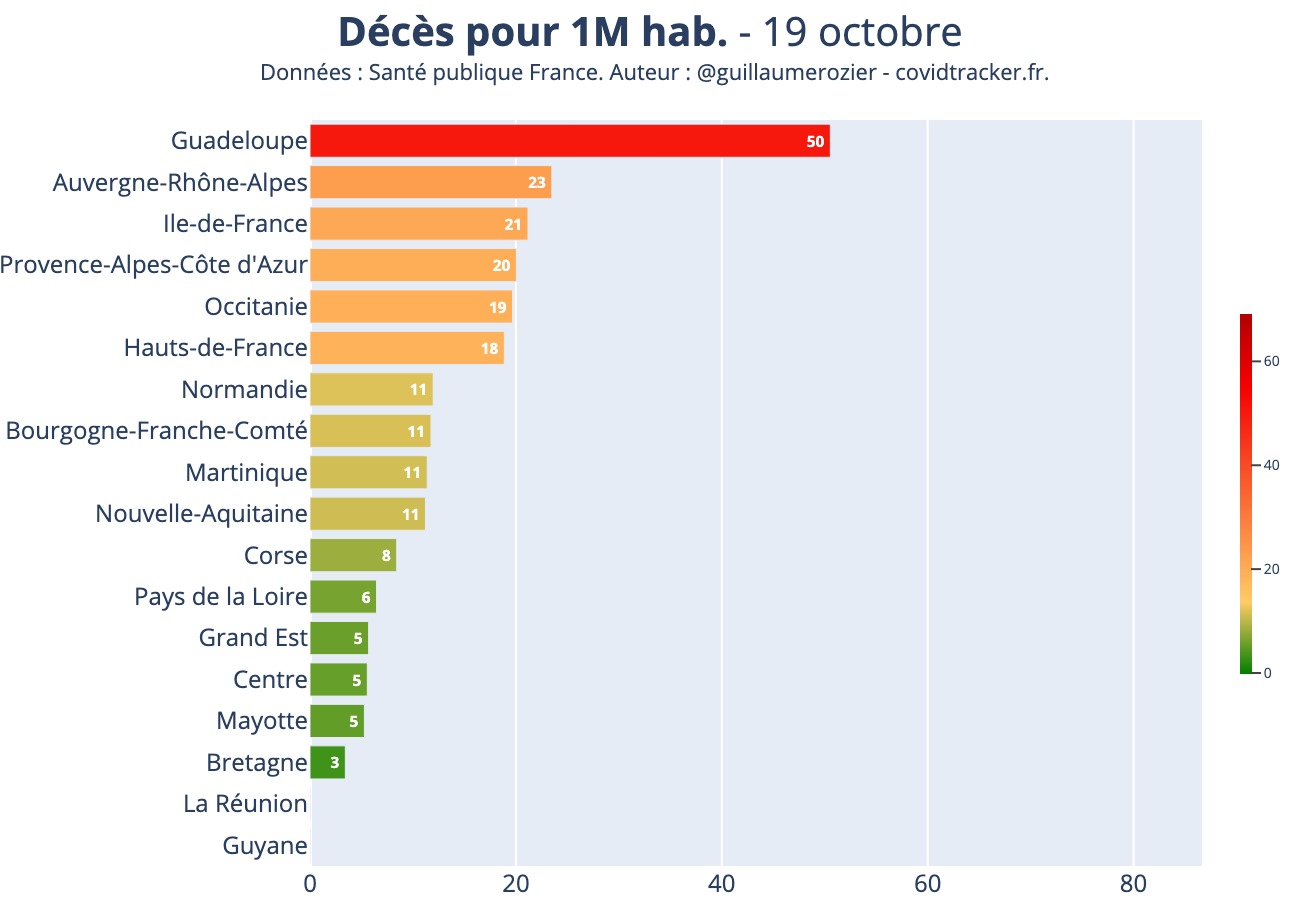 Décès pour 1M hab. - 19 octobre
Données : Santé publique France. Auteur : @guillaumerozier - covidtracker.fr.
Guadeloupe 50
Auvergne-Rhône-Alpes 23
Ile-de-France 21
Provence-Alpes-Côte d'Azur 20
Occitanie 19
Hauts-de-France 18
Normandie 11
Bourgogne-Franche-Comté 11
Martinique 11
Nouvelle-Aquitaine 11
Corse 8
Pays de la Loire 6
Grand Est 5
Centre 5
Mayotte 5
Bretagne 3
La Réunion
Guyane
0 20 40 60 80
60
40
20
0